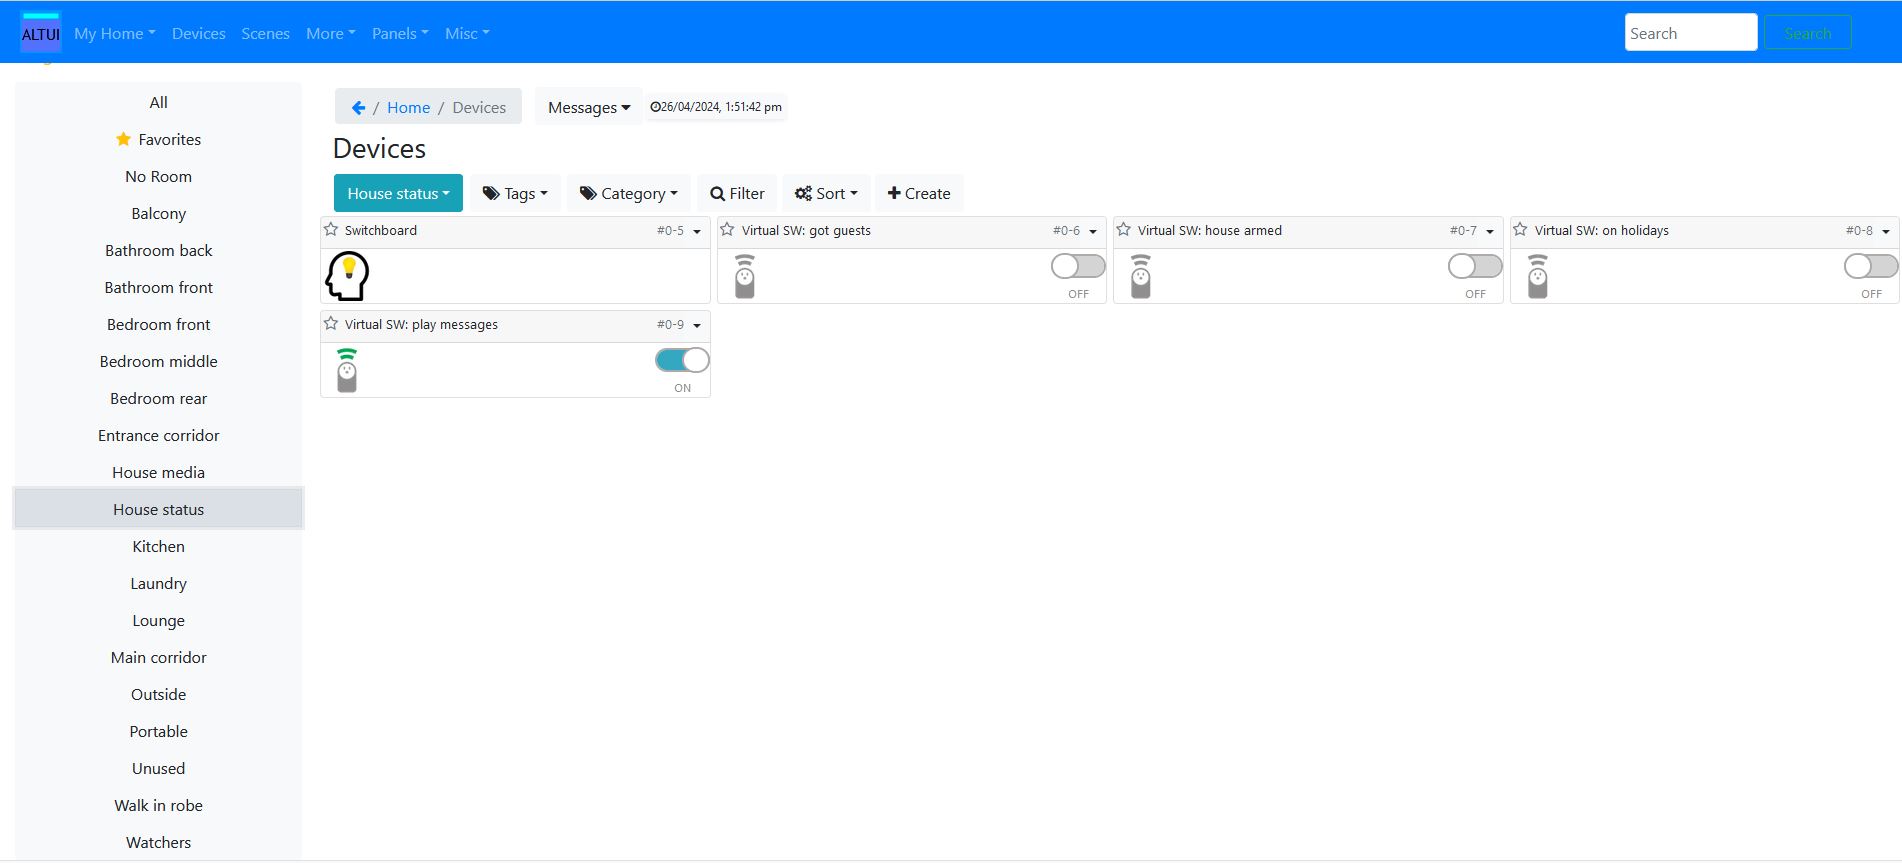 ALTUI My Home Devices Scenes More Panels Misc Search Search
All
Favorites
No Room
Balcony
Bathroom back
Bathroom front
Bedroom front
Bedroom middle
Bedroom rear
Entrance corridor
House media
House status
Kitchen
Laundry
Lounge
Main corridor
Outside
Portable
Unused
Walk in robe
Watchers
/ Home / Devices Messages 26/04/2024, 1:51:42 pm
Devices
House status Tags Category Filter Sort Create
Switchboard #0-5
Virtual SW: got guests #0-6
OFF
Virtual SW: house armed #0-7
OFF
Virtual SW: on holidays #0-8
OFF
Virtual SW: play messages #0-9
ON